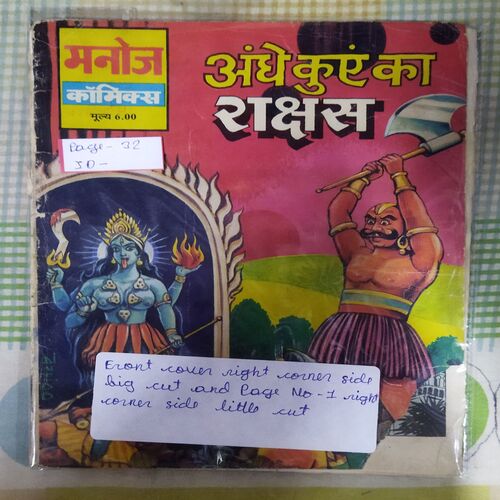 मनोज
कॉमिक्स
मूल्य 6.00
अंधे कुएं का
राक्षस
Page - 32
50 -
Front cover right corner side
big cut and Page No - 1 right
corner side little cut